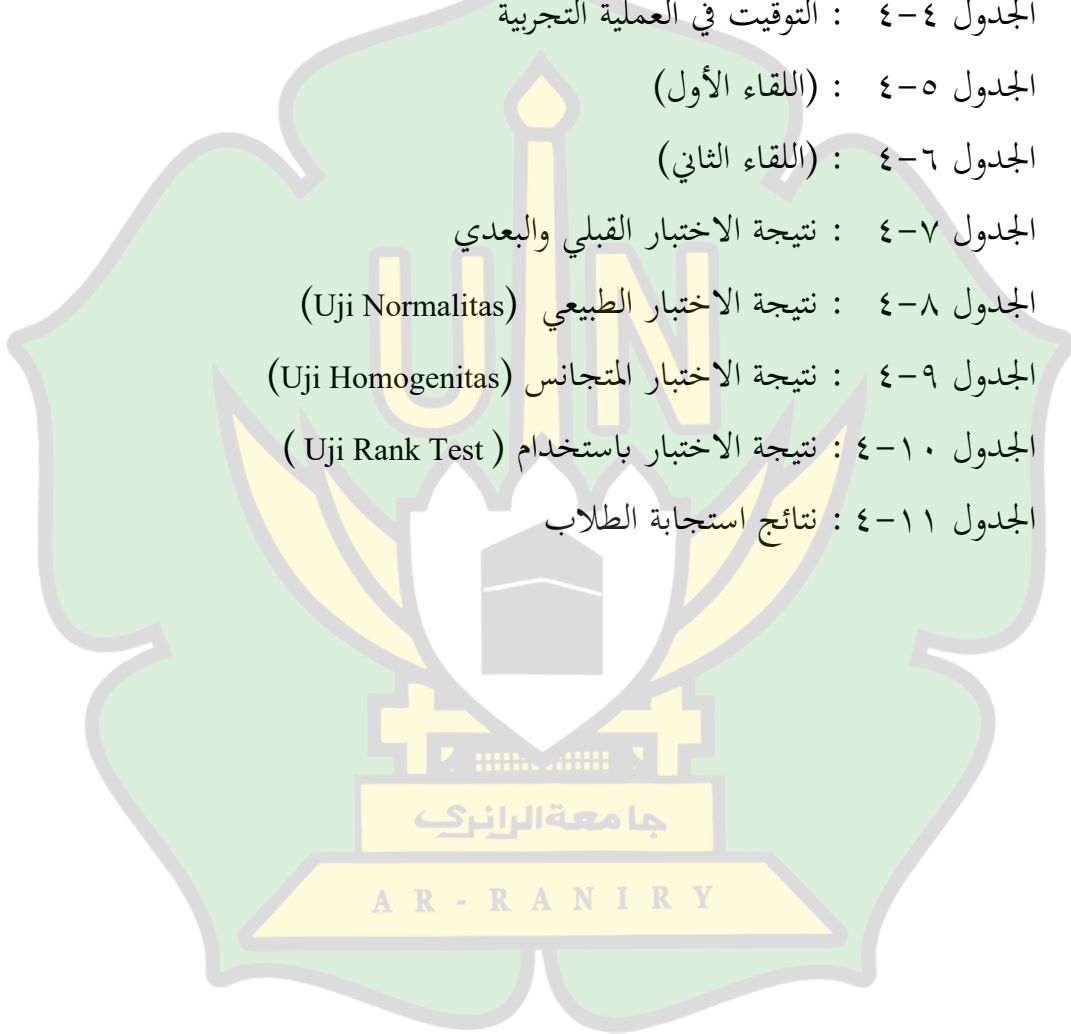 الجدول ٤-٤ : التوقيت في العملية التجربية
الجدول ٥-٤ : (اللقاء الأول)
الجدول ٦-٤ : (اللقاء الثاني)
الجدول ٧-٤ : نتيجة الاختبار القبلي والبعدي
الجدول ٨-٤ : نتيجة الاختبار الطبيعي (Uji Normalitas)
الجدول ٩-٤ : نتيجة الاختبار المتجانس (Uji Homogenitas)
الجدول ١٠-٤ : نتيجة الاختبار باستخدام ( Uji Rank Test )
الجدول ١١-٤ : نتائج استجابة الطلاب
UIN
جامعةالرانري
AR-RANIRY